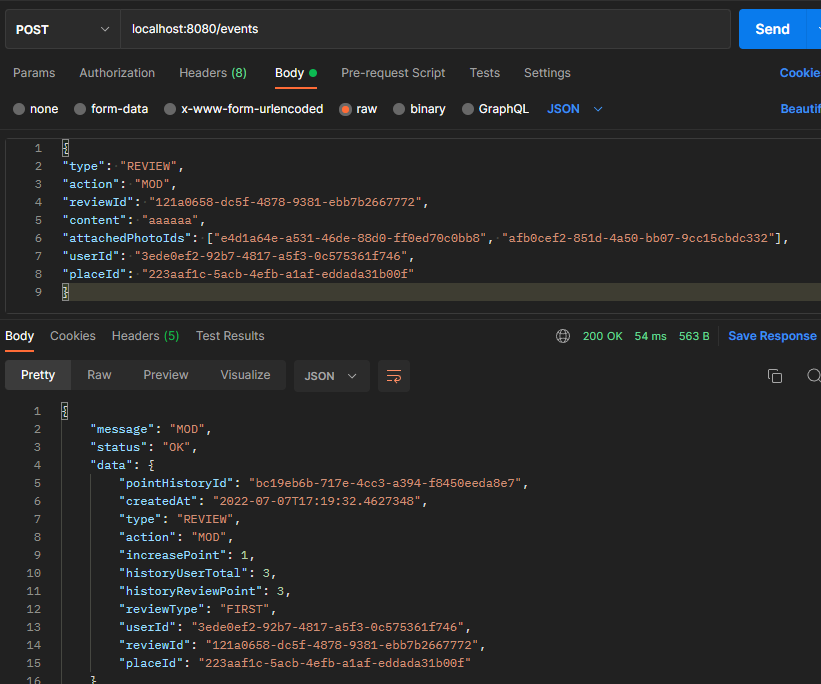 POST localhost:8080/events Send
Params Authorization Headers (8) Body Pre-request Script Tests Settings Cookie
none form-data x-www-form-urlencoded raw binary GraphQL JSON Beautif
1 {
2 "type": "REVIEW",
3 "action": "MOD",
4 "reviewId": "121a0658-dc5f-4878-9381-ebb7b2667772",
5 "content": "aaaaaa",
6 "attachedPhotoIds": ["e4d1a64e-a531-46de-88d0-ff0ed70c0bb8", "afb0cef2-851d-4a50-bb07-9cc15cbdc332"],
7 "userId": "3ede0ef2-92b7-4817-a5f3-0c575361f746",
8 "placeId": "223aaf1c-5acb-4efb-a1af-eddada31b00f"
9 }
Body Cookies Headers (5) Test Results 200 OK 54 ms 563 B Save Response
Pretty Raw Preview Visualize JSON
1 {
2 "message": "MOD",
3 "status": "OK",
4 "data": {
5 "pointHistoryId": "bc19eb6b-717e-4cc3-a394-f8450eeda8e7",
6 "createdAt": "2022-07-07T17:19:32.4627348",
7 "type": "REVIEW",
8 "action": "MOD",
9 "increasePoint": 1,
10 "historyUserTotal": 3,
11 "historyReviewPoint": 3,
12 "reviewType": "FIRST",
13 "userId": "3ede0ef2-92b7-4817-a5f3-0c575361f746",
14 "reviewId": "121a0658-dc5f-4878-9381-ebb7b2667772",
15 "placeId": "223aaf1c-5acb-4efb-a1af-eddada31b00f"
16 }